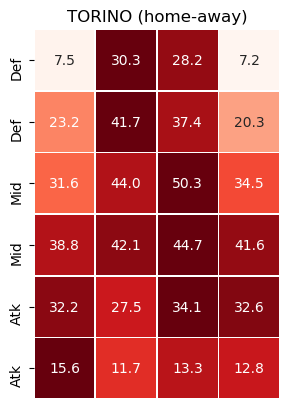 TORINO (home-away)
Def 7.5 30.3 28.2 7.2
Def 23.2 41.7 37.4 20.3
Mid 31.6 44.0 50.3 34.5
Mid 38.8 42.1 44.7 41.6
Atk 32.2 27.5 34.1 32.6
Atk 15.6 11.7 13.3 12.8